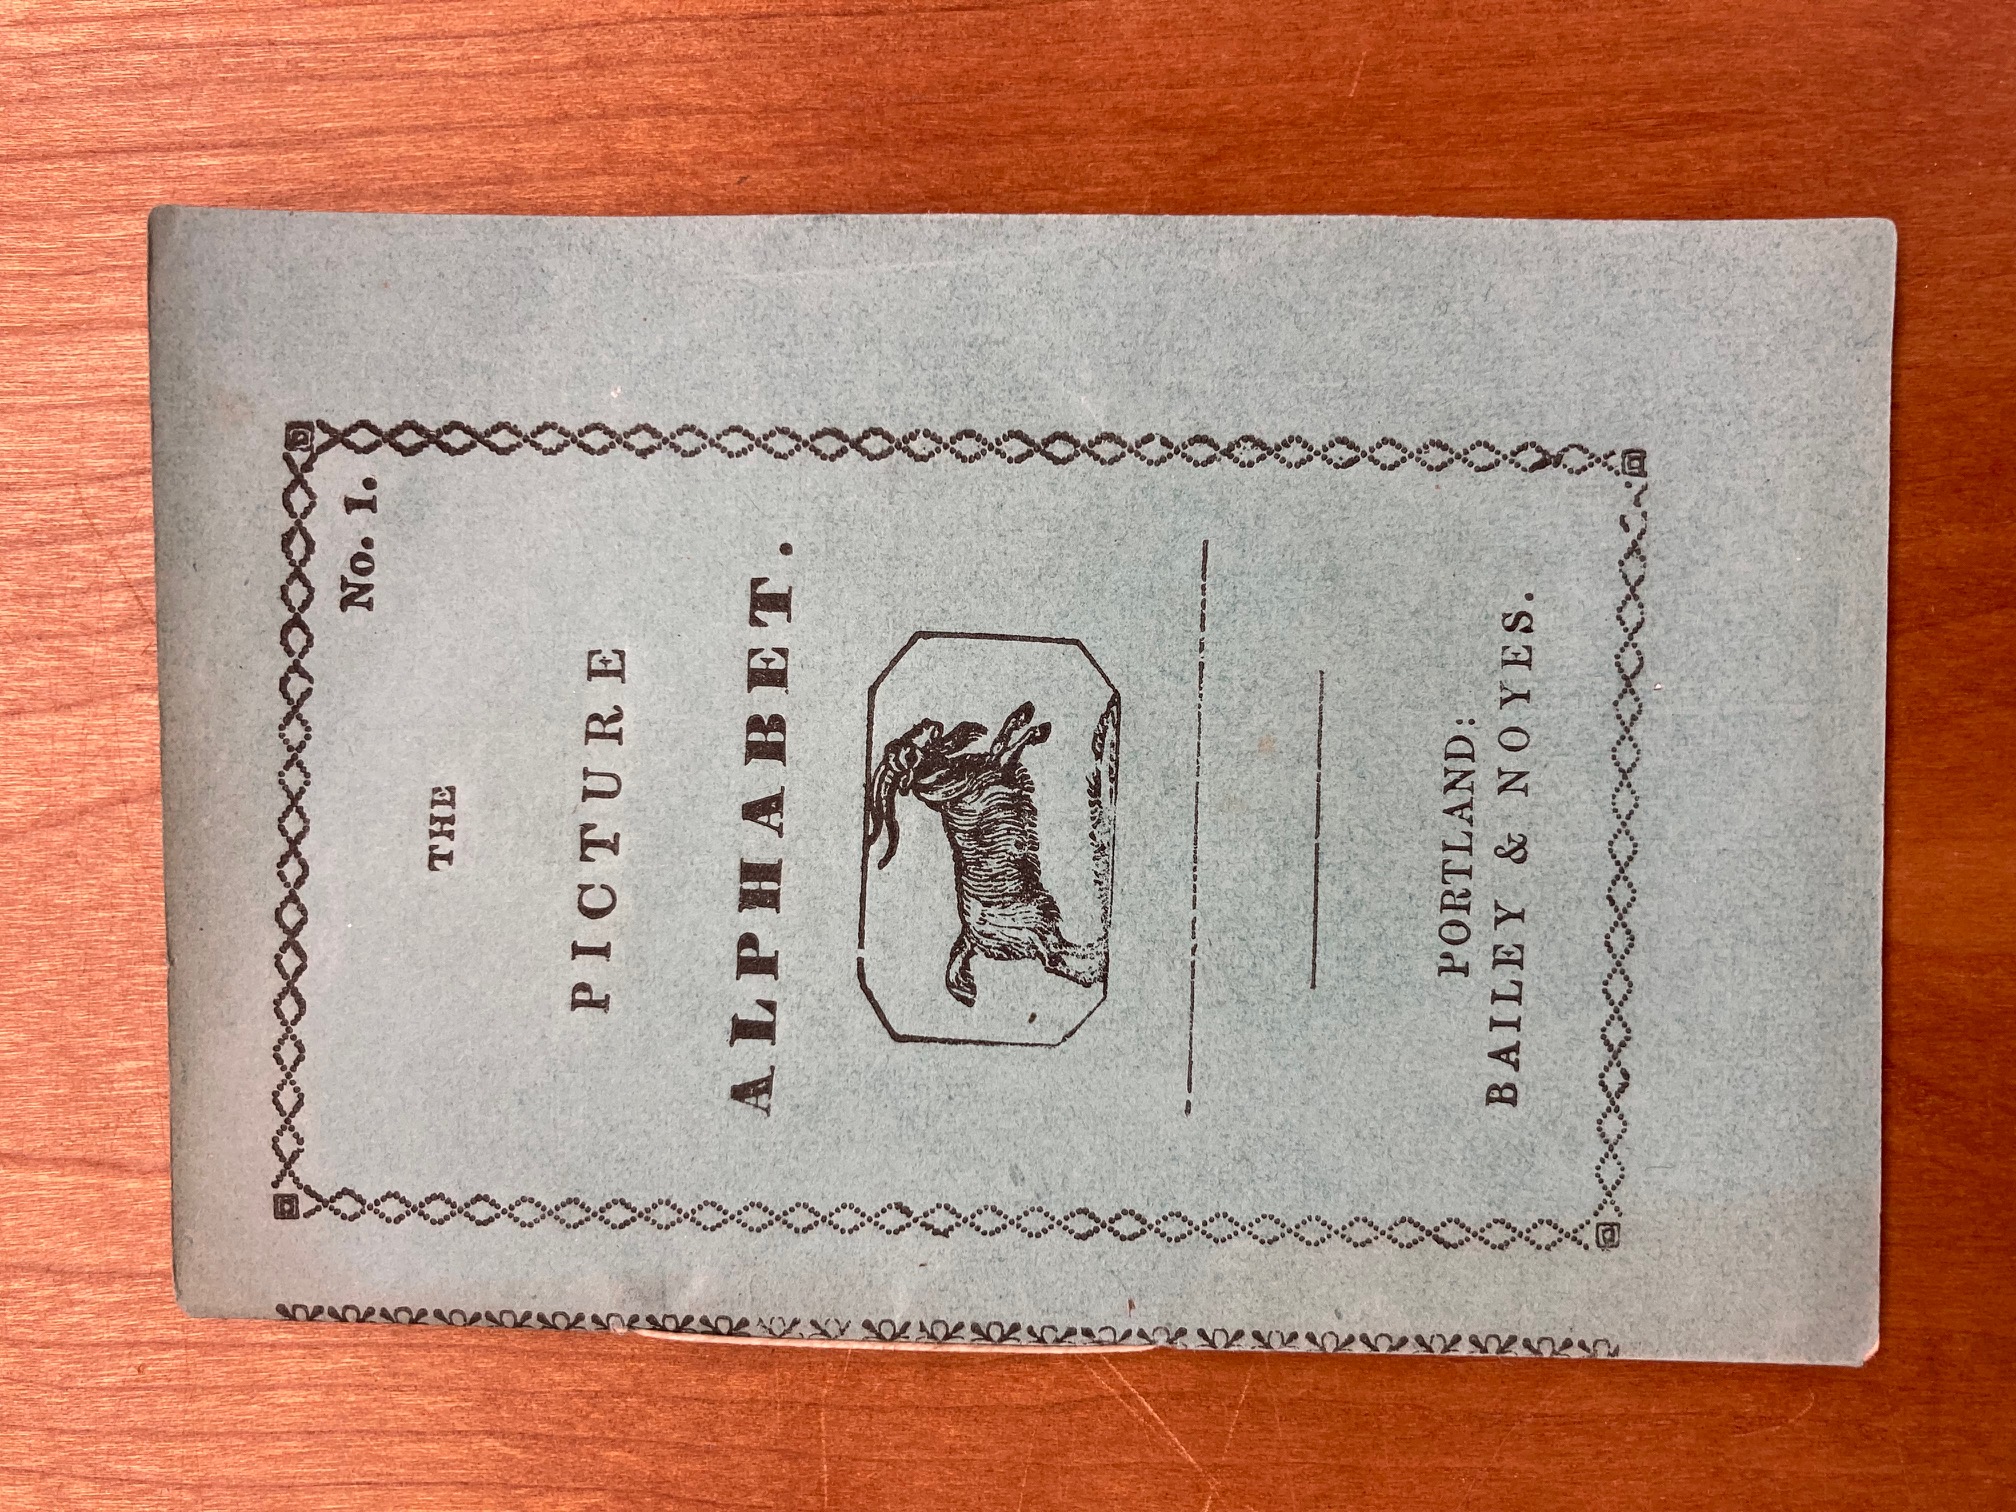 No. 1.
THE
PICTURE
ALPHABET.
PORTLAND:
BAILEY & NOYES.